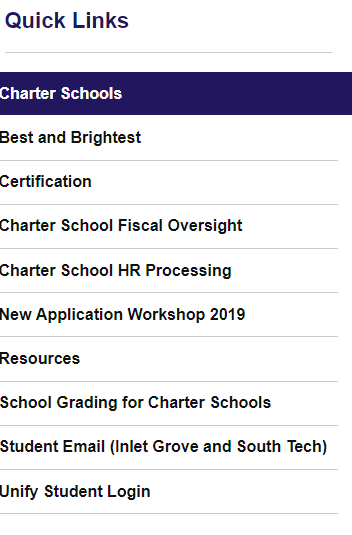 Quick Links
Charter Schools
Best and Brightest
Certification
Charter School Fiscal Oversight
Charter School HR Processing
New Application Workshop 2019
Resources
School Grading for Charter Schools
Student Email (Inlet Grove and South Tech)
Unify Student Login